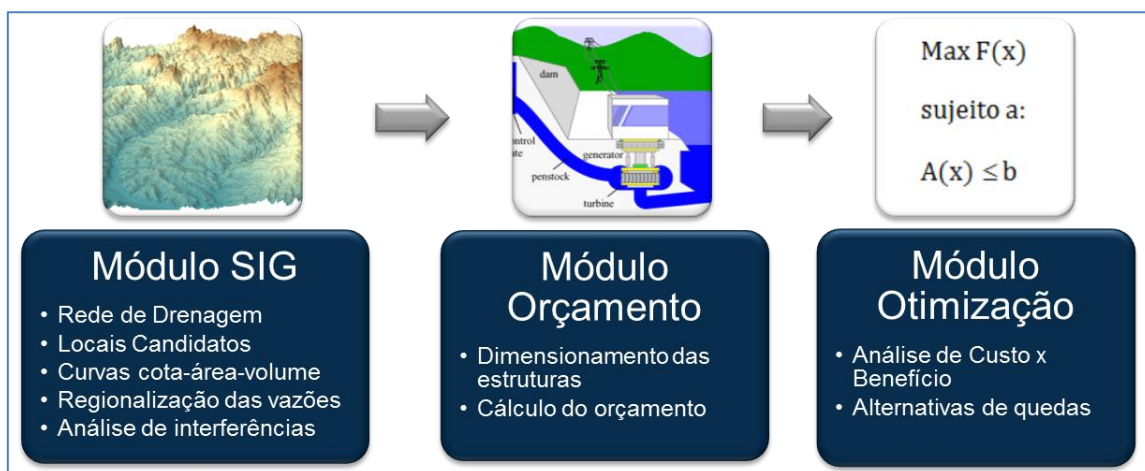 dam
control
generator
penstock
turbine
Max F(x)
sujeito a:
A(x) ≤ b
Módulo SIG
• Rede de Drenagem
• Locais Candidatos
• Curvas cota-área-volume
• Regionalização das vazões
• Análise de interferências
Módulo
Orçamento
• Dimensionamento das
estruturas
• Cálculo do orçamento
Módulo
Otimização
• Análise de Custo x
Benefício
• Alternativas de quedas